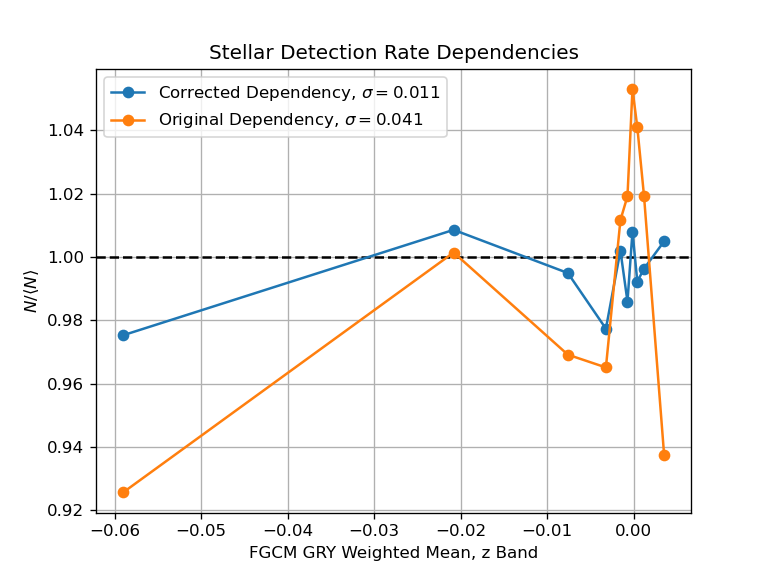 Stellar Detection Rate Dependencies
Corrected Dependency, σ = 0.011
Original Dependency, σ = 0.041
1.04
1.02
1.00
0.98
0.96
0.94
0.92
N/⟨N⟩
−0.06 −0.05 −0.04 −0.03 −0.02 −0.01 0.00
FGCM GRY Weighted Mean, z Band